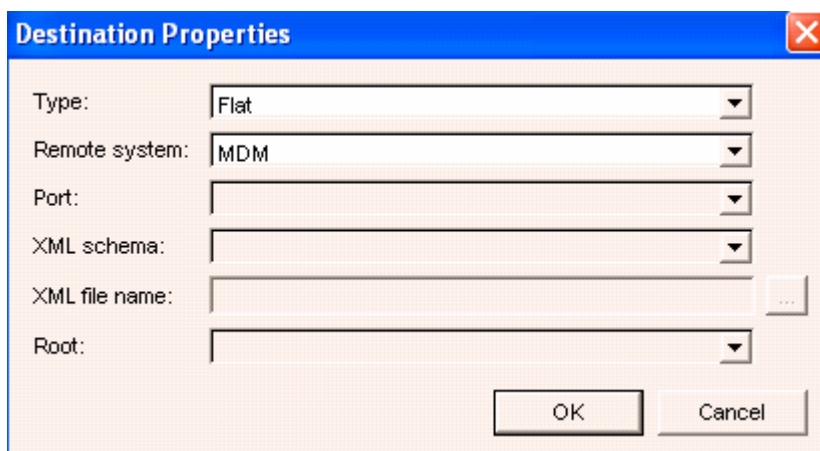 Destination Properties
Type: Flat
Remote system: MDM
Port:
XML schema:
XML file name: ...
Root:
OK Cancel